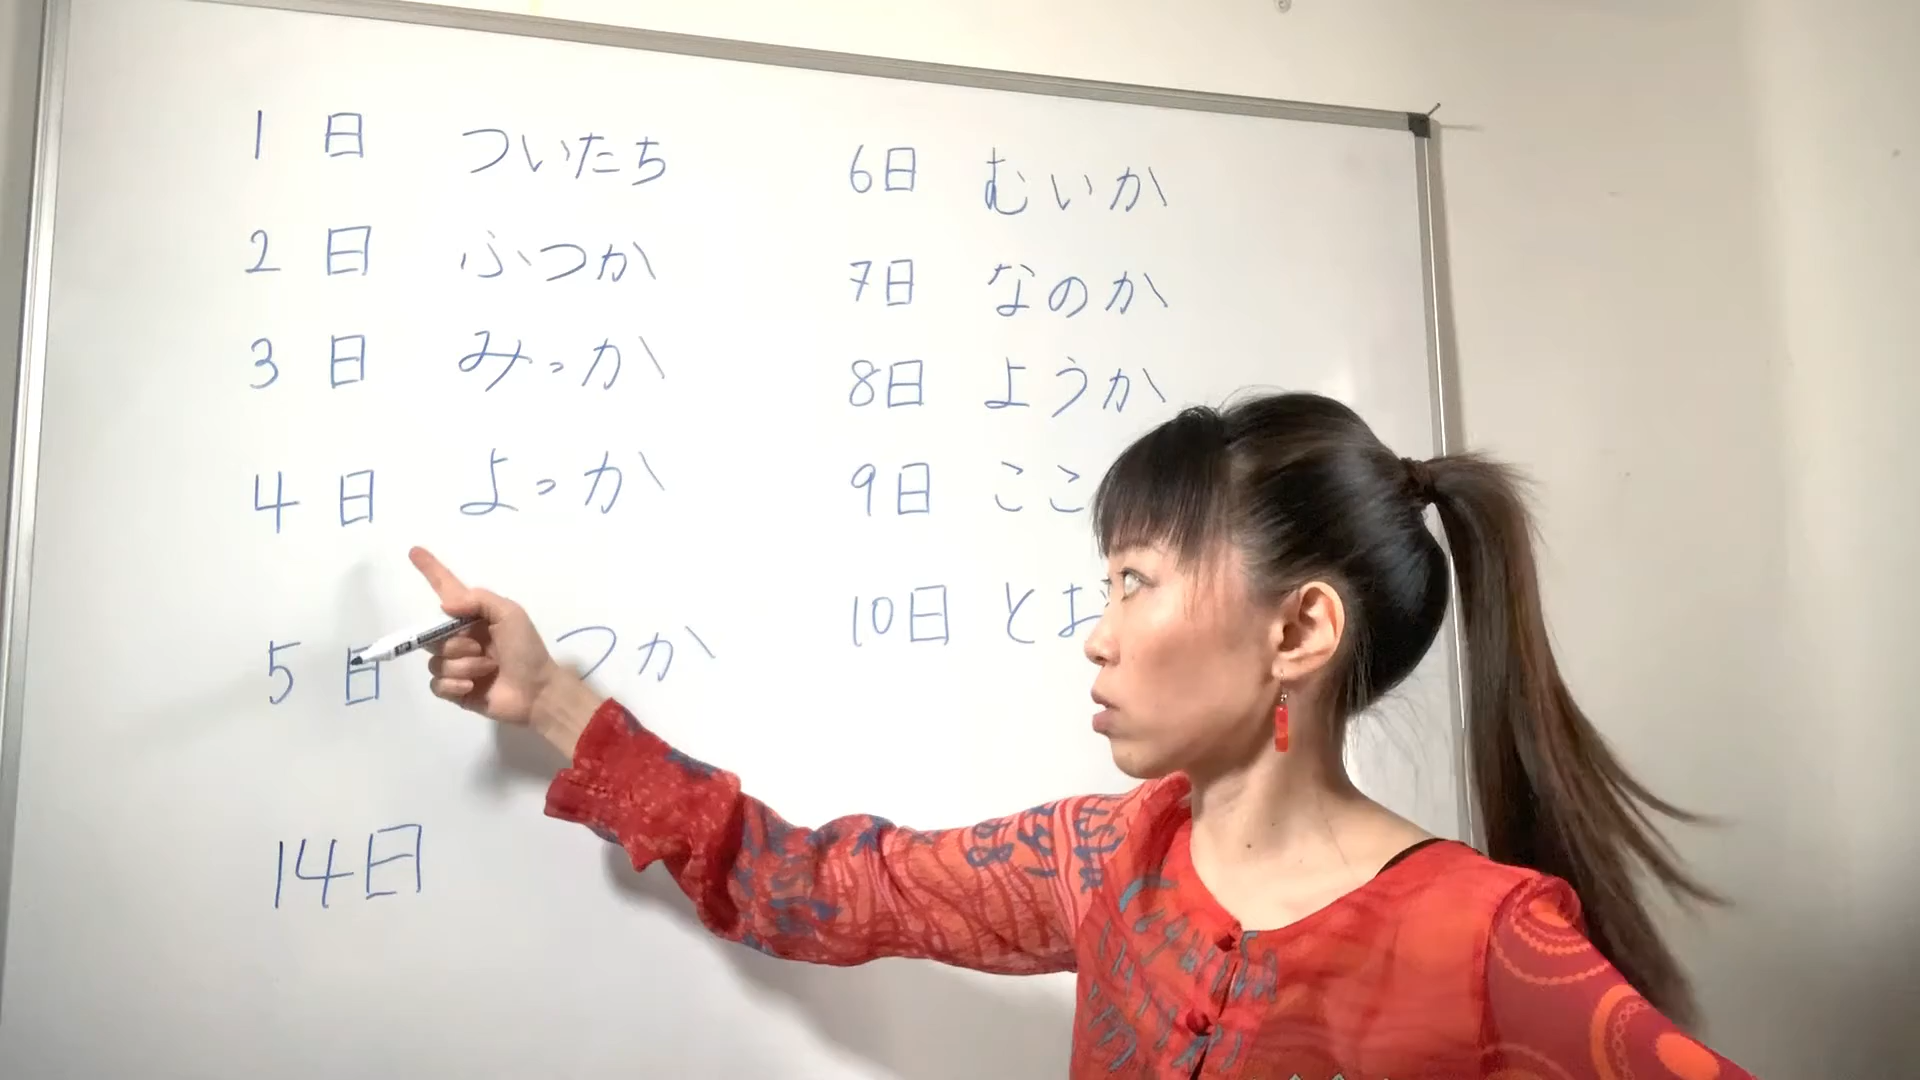 1日 ついたち
2日 ふつか
3日 みっか
4日 よっか
5日 つか
14日
6日 むいか
7日 なのか
8日 ようか
9日 ここ
10日 とお